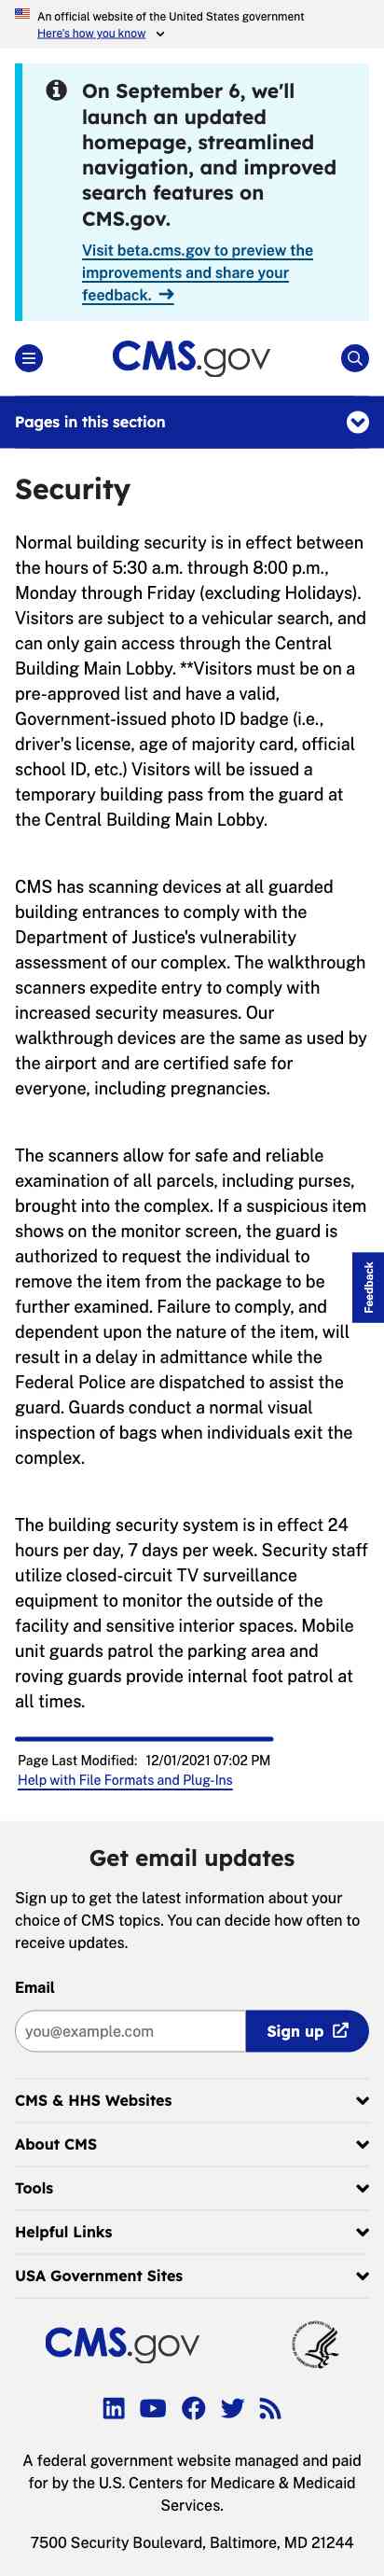 An official website of the United States government
Here's how you know
On September 6, we'll
launch an updated
homepage, streamlined
navigation, and improved
search features on
CMS.gov.
Visit beta.cms.gov to preview the
improvements and share your
feedback.
CMS.gov
Pages in this section
Security
Normal building security is in effect between
the hours of 5:30 a.m. through 8:00 p.m.,
Monday through Friday (excluding Holidays).
Visitors are subject to a vehicular search, and
can only gain access through the Central
Building Main Lobby. **Visitors must be on a
pre-approved list and have a valid,
Government-issued photo ID badge (i.e.,
driver's license, age of majority card, official
school ID, etc.) Visitors will be issued a
temporary building pass from the guard at
the Central Building Main Lobby.
CMS has scanning devices at all guarded
building entrances to comply with the
Department of Justice's vulnerability
assessment of our complex. The walkthrough
scanners expedite entry to comply with
increased security measures. Our
walkthrough devices are the same as used by
the airport and are certified safe for
everyone, including pregnancies.
The scanners allow for safe and reliable
examination of all parcels, including purses,
brought into the complex. If a suspicious item
shows on the monitor screen, the guard is
authorized to request the individual to
remove the item from the package to be
further examined. Failure to comply, and
dependent upon the nature of the item, will
result in a delay in admittance while the
Federal Police are dispatched to assist the
guard. Guards conduct a normal visual
inspection of bags when individuals exit the
complex.
Feedback
The building security system is in effect 24
hours per day, 7 days per week. Security staff
utilize closed-circuit TV surveillance
equipment to monitor the outside of the
facility and sensitive interior spaces. Mobile
unit guards patrol the parking area and
roving guards provide internal foot patrol at
all times.
Page Last Modified: 12/01/2021 07:02 PM
Help with File Formats and Plug-Ins
Get email updates
Sign up to get the latest information about your
choice of CMS topics. You can decide how often to
receive updates.
Email
you@example.com
Sign up
CMS & HHS Websites
About CMS
Tools
Helpful Links
USA Government Sites
CMS.gov
A federal government website managed and paid
for by the U.S. Centers for Medicare & Medicaid
Services.
7500 Security Boulevard, Baltimore, MD 21244